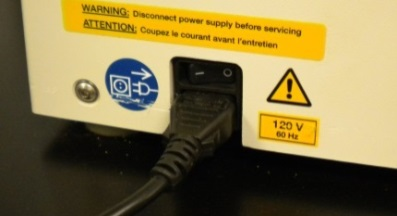 WARNING: Disconnect power supply before servicing
ATTENTION: Coupez le courant avant l'entretien
120 V
60 Hz